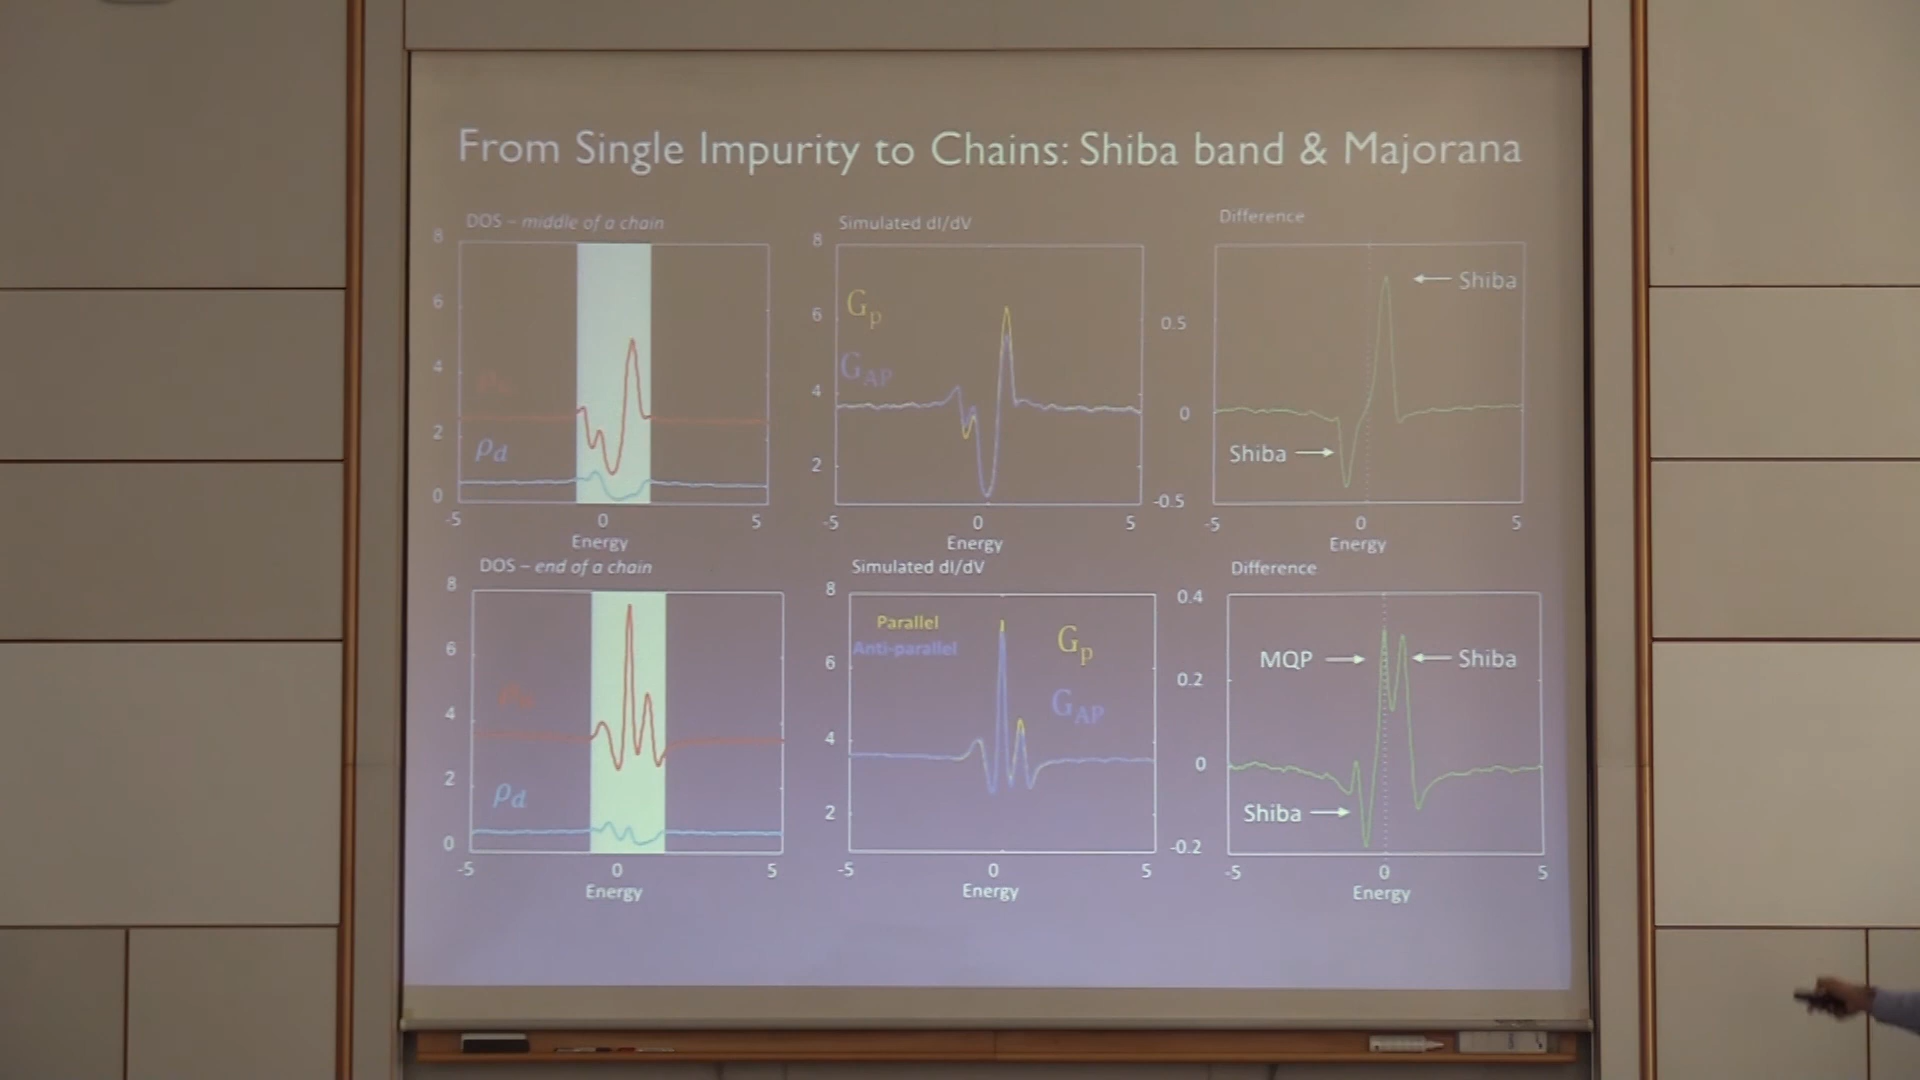 From Single Impurity to Chains: Shiba band & Majorana
DOS – middle of a chain
8
6
4
2
0
ρd
-5 0 5
Energy
Simulated dI/dV
8
6
4
2
Gp
GAP
-5 0 5
Energy
Difference
0.5
0
-0.5
Shiba
Shiba
-5 0 5
Energy
DOS – end of a chain
8
6
4
2
0
ρd
-5 0 5
Energy
Simulated dI/dV
8
6
4
2
Parallel
Anti-parallel
Gp
GAP
-5 0 5
Energy
Difference
0.4
0.2
0
-0.2
MQP
Shiba
Shiba
-5 0 5
Energy